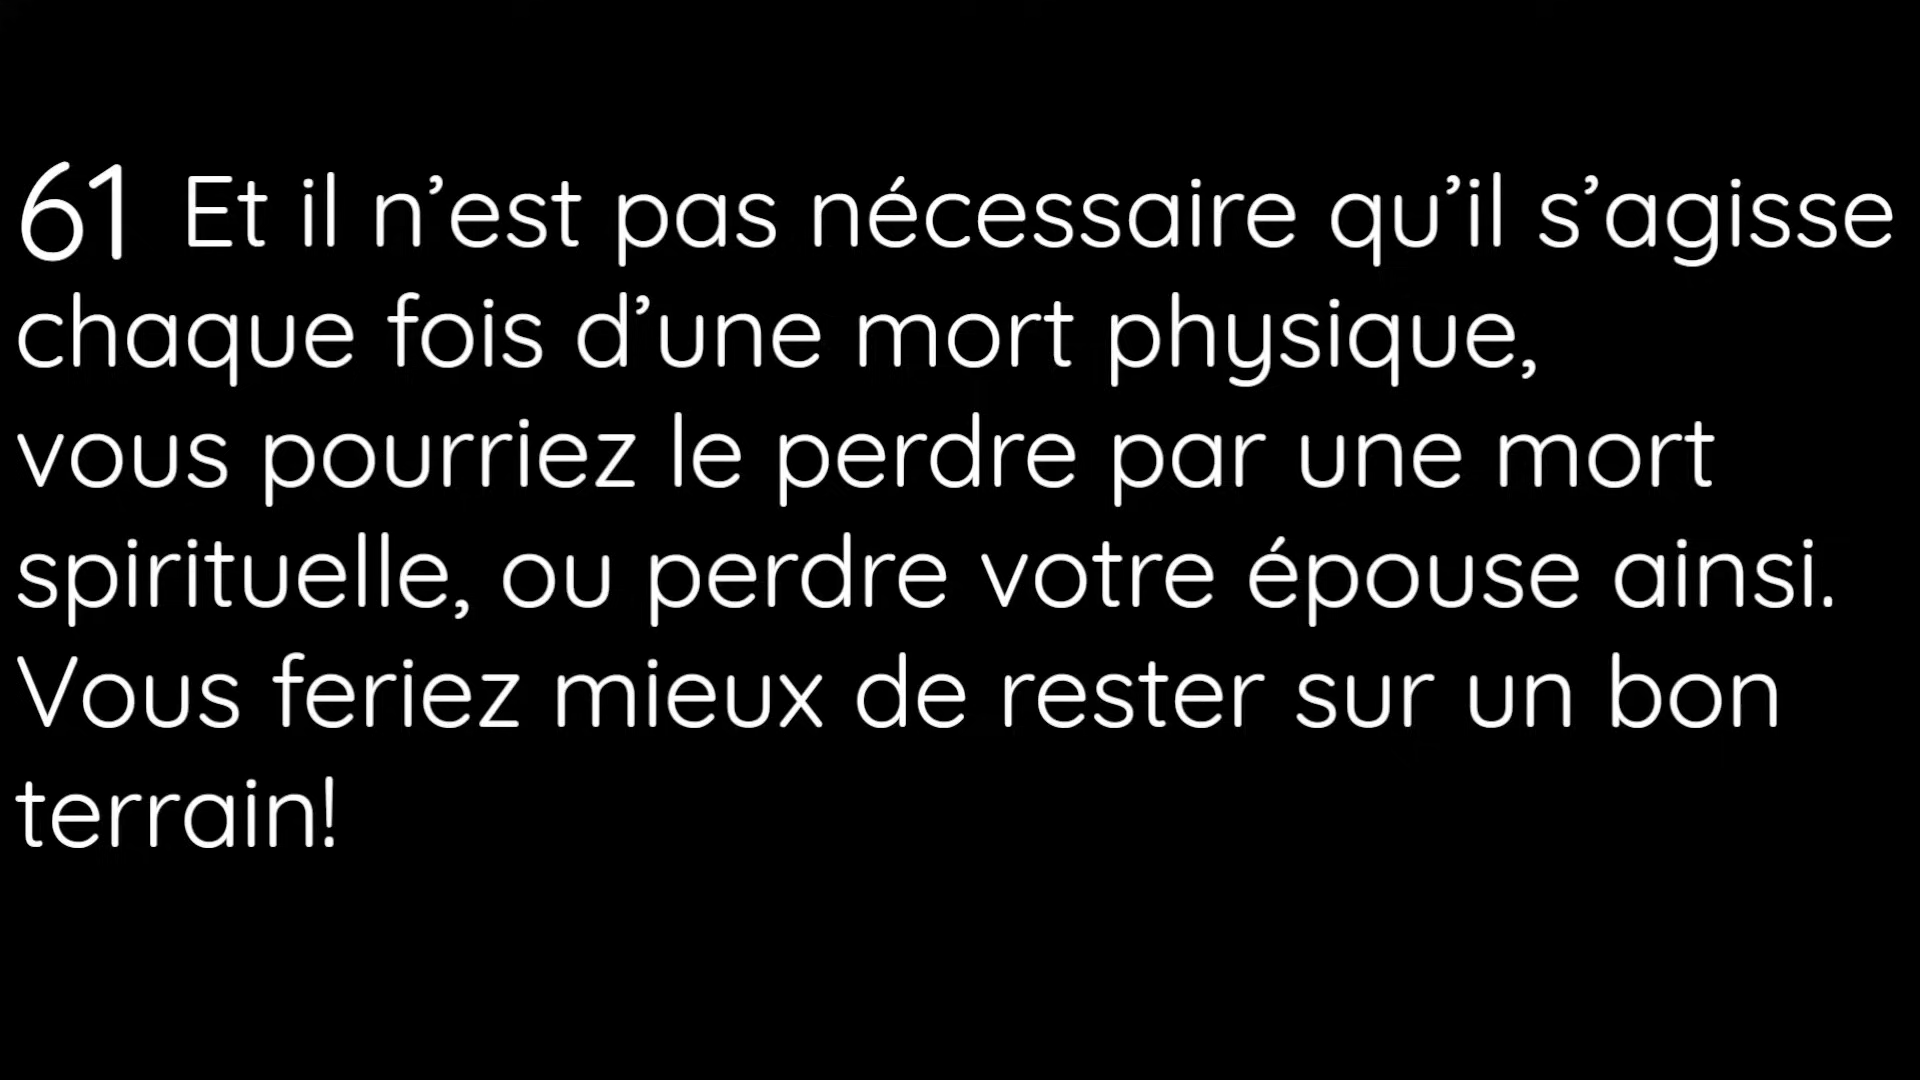 61 Et il n’est pas nécessaire qu’il s’agisse
chaque fois d’une mort physique,
vous pourriez le perdre par une mort
spirituelle, ou perdre votre épouse ainsi.
Vous feriez mieux de rester sur un bon
terrain!